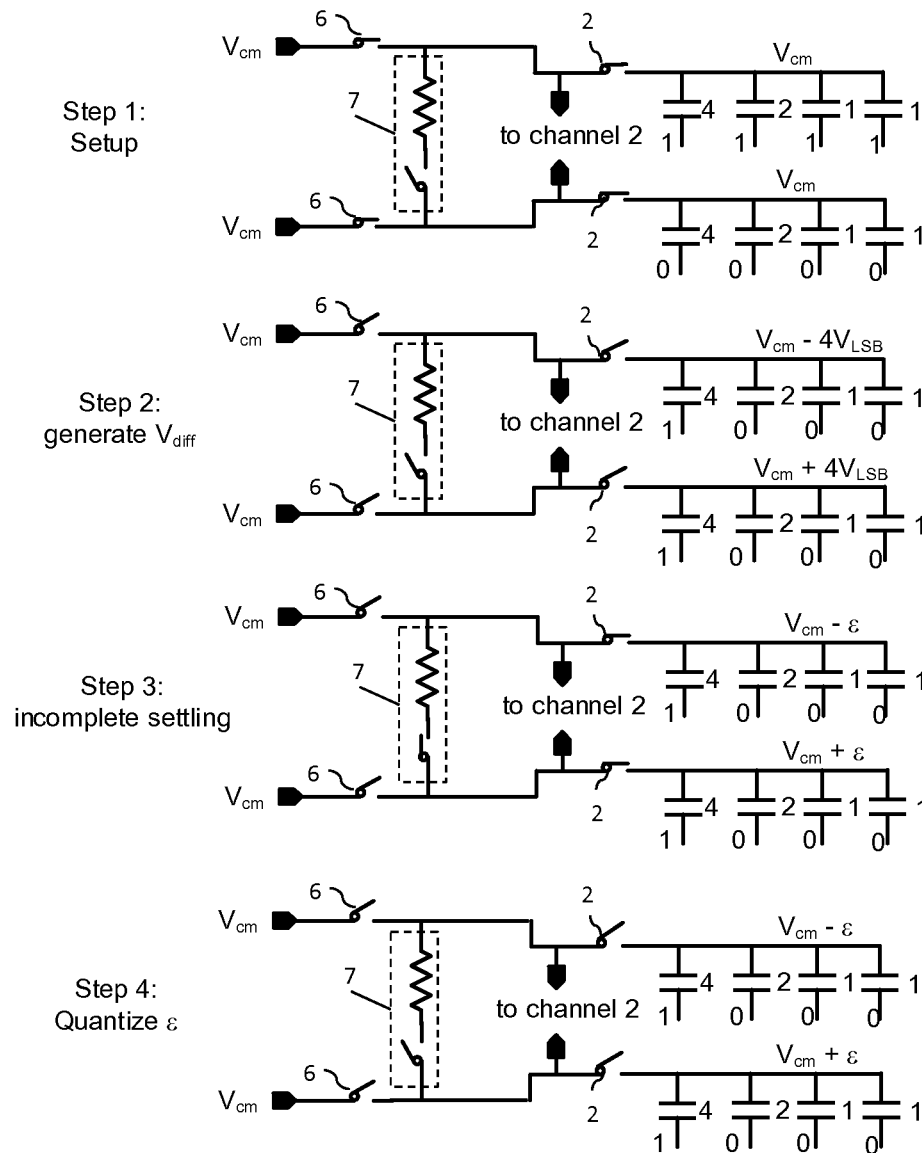 6
2
V_cm
V_cm
Step 1:
Setup
7
4 2 1 1
1 1 1 1
to channel 2
V_cm
6
V_cm
2
4 2 1 1
0 0 0 0
6
2
V_cm
V_cm - 4V_LSB
Step 2:
generate V_diff
7
4 2 1 1
1 0 0 0
to channel 2
V_cm + 4V_LSB
6
V_cm
2
4 2 1 1
1 0 0 0
6
2
V_cm
V_cm - ε
Step 3:
incomplete settling
7
4 2 1 1
1 0 0 0
to channel 2
V_cm + ε
6
V_cm
2
4 2 1 1
1 0 0 0
6
2
V_cm
V_cm - ε
Step 4:
Quantize ε
7
4 2 1 1
1 0 0 0
to channel 2
V_cm + ε
6
V_cm
2
4 2 1 1
1 0 0 0